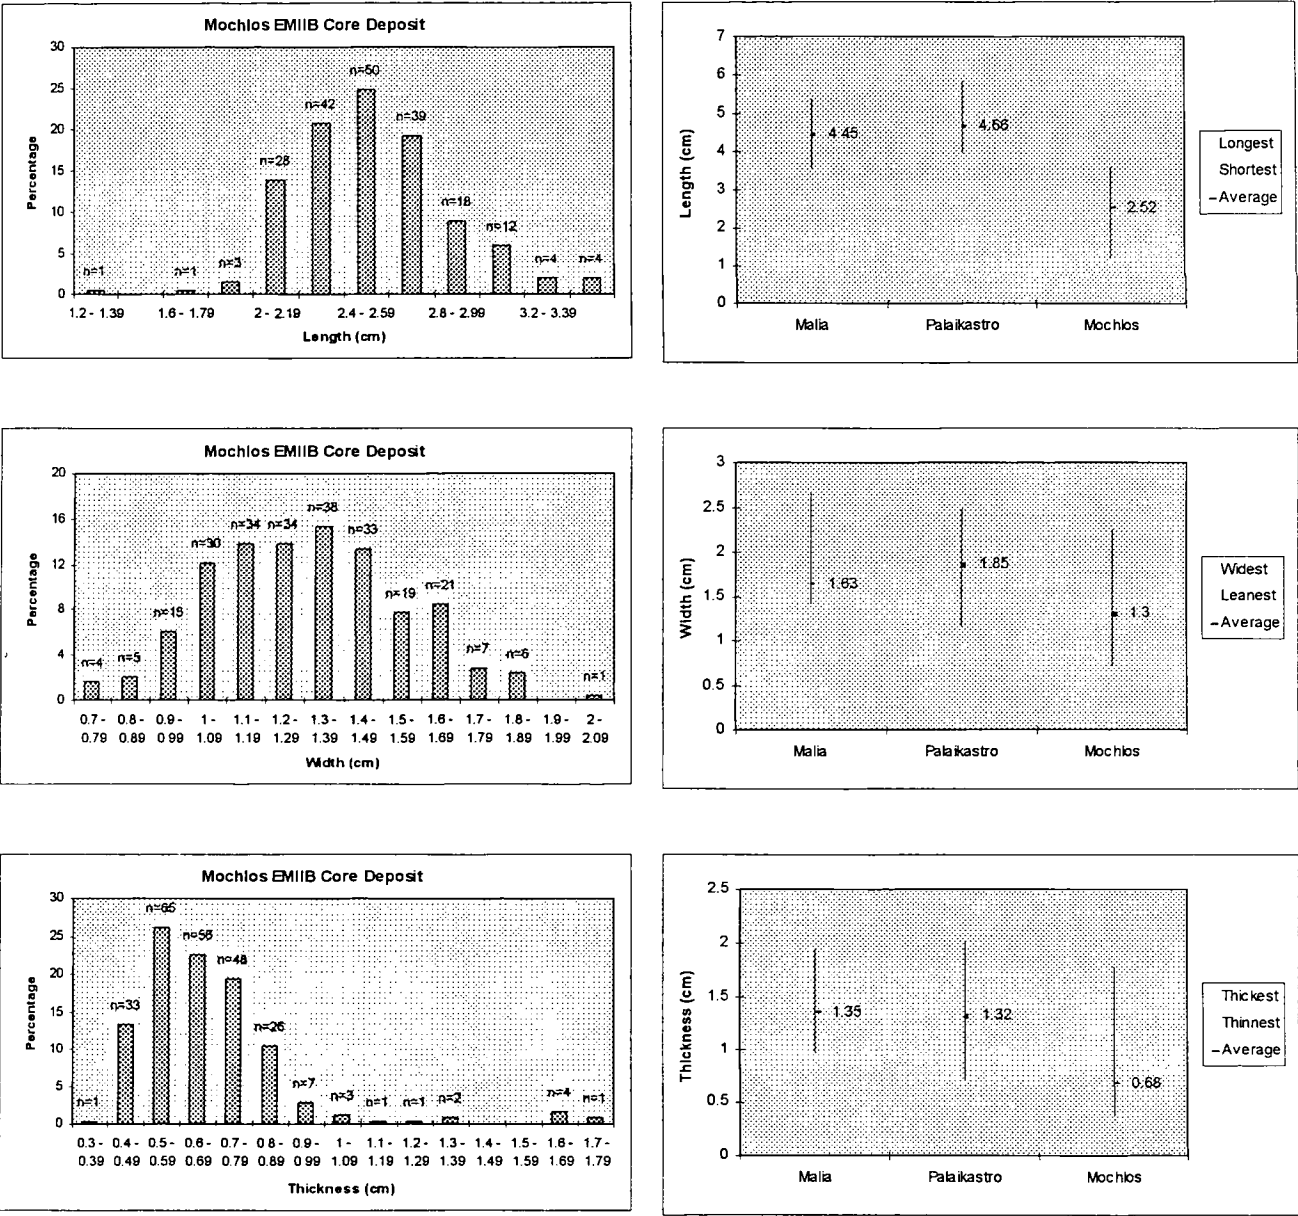 Mochlos EMIIB Core Deposit
30
25
20
15
10
5
0
Percentage
n=1
n=1
n=3
n=28
n=42
n=50
n=39
n=18
n=12
n=4
n=4
1.2 - 1.39
1.6 - 1.79
2 - 2.19
2.4 - 2.59
2.8 - 2.99
3.2 - 3.39
Length (cm)
7
6
5
4
3
2
1
0
Length (cm)
4.45
4.66
2.52
Malia
Palaikastro
Mochlos
Longest
Shortest
Average
Mochlos EMIIB Core Deposit
20
16
12
8
4
0
Percentage
n=4
n=5
n=15
n=30
n=34
n=34
n=38
n=33
n=19
n=21
n=7
n=6
n=1
0.7 - 0.8 - 0.9 - 1 - 1.1 - 1.2 - 1.3 - 1.4 - 1.5 - 1.6 - 1.7 - 1.8 - 1.9 - 2 -
0.79 0.89 0.99 1.09 1.19 1.29 1.39 1.49 1.59 1.69 1.79 1.89 1.99 2.09
Width (cm)
3
2.5
2
1.5
1
0.5
0
Width (cm)
1.63
1.85
1.3
Malia
Palaikastro
Mochlos
Widest
Leanest
Average
Mochlos EMIIB Core Deposit
30
25
20
15
10
5
0
Percentage
n=1
n=33
n=65
n=56
n=48
n=26
n=7
n=3
n=1
n=1
n=2
n=4
n=1
0.3 - 0.4 - 0.5 - 0.6 - 0.7 - 0.8 - 0.9 - 1 - 1.1 - 1.2 - 1.3 - 1.4 - 1.5 - 1.6 - 1.7 -
0.39 0.49 0.59 0.69 0.79 0.89 0.99 1.09 1.19 1.29 1.39 1.49 1.59 1.69 1.79
Thickness (cm)
2.5
2
1.5
1
0.5
0
Thickness (cm)
1.35
1.32
0.68
Malia
Palaikastro
Mochlos
Thickest
Thinnest
Average